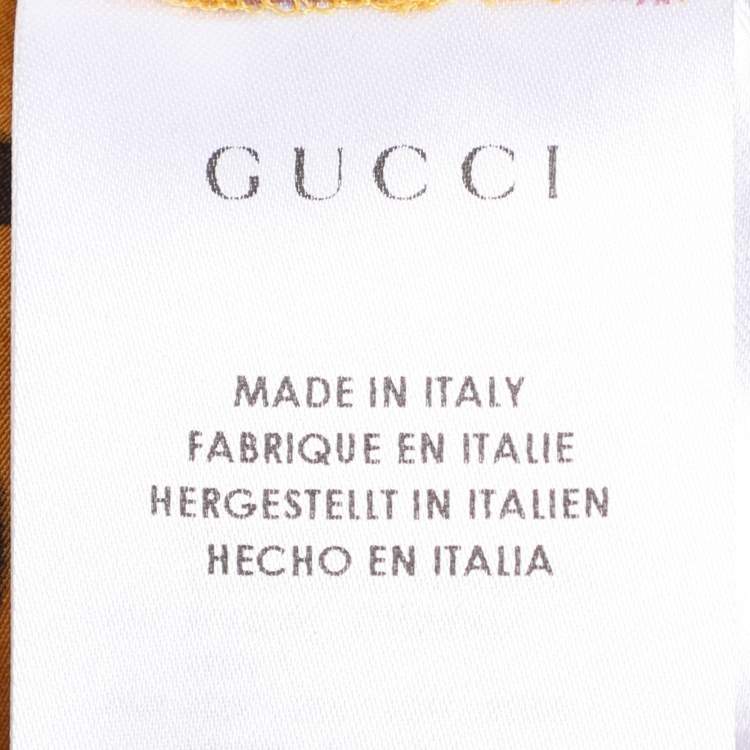 GUCCI
MADE IN ITALY
FABRIQUE EN ITALIE
HERGESTELLT IN ITALIEN
HECHO EN ITALIA